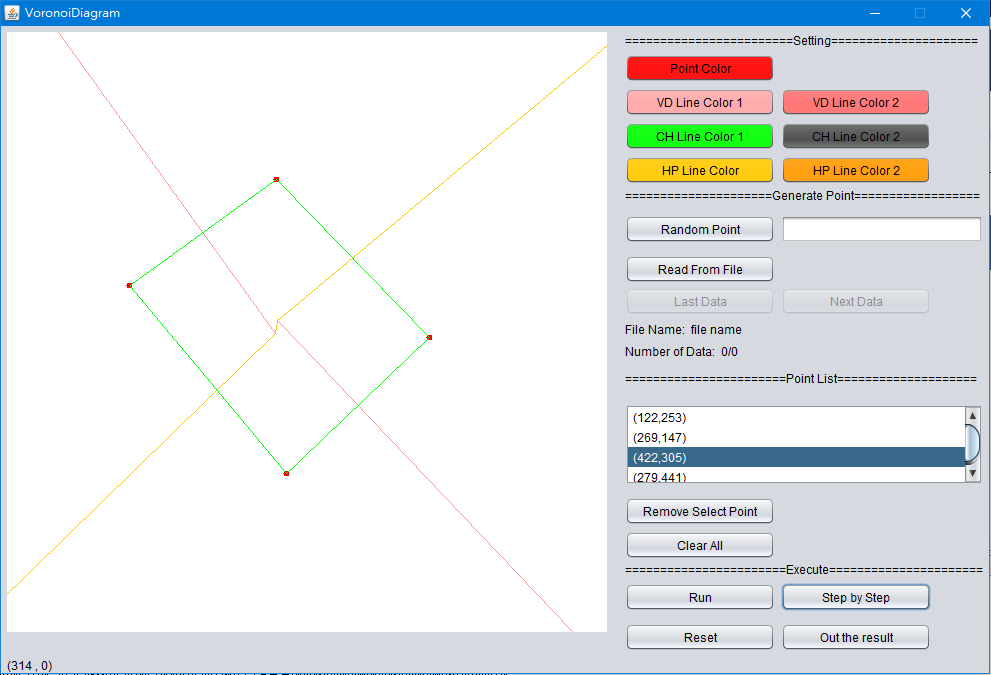 VoronoiDiagram
========================Setting=====================
Point Color
VD Line Color 1 VD Line Color 2
CH Line Color 1 CH Line Color 2
HP Line Color HP Line Color 2
=====================Generate Point==================
Random Point
Read From File
Last Data Next Data
File Name: file name
Number of Data: 0/0
=======================Point List====================
(122,253)
(269,147)
(422,305)
(279,441)
Remove Select Point
Clear All
=======================Execute======================
Run Step by Step
Reset Out the result
(314 , 0)